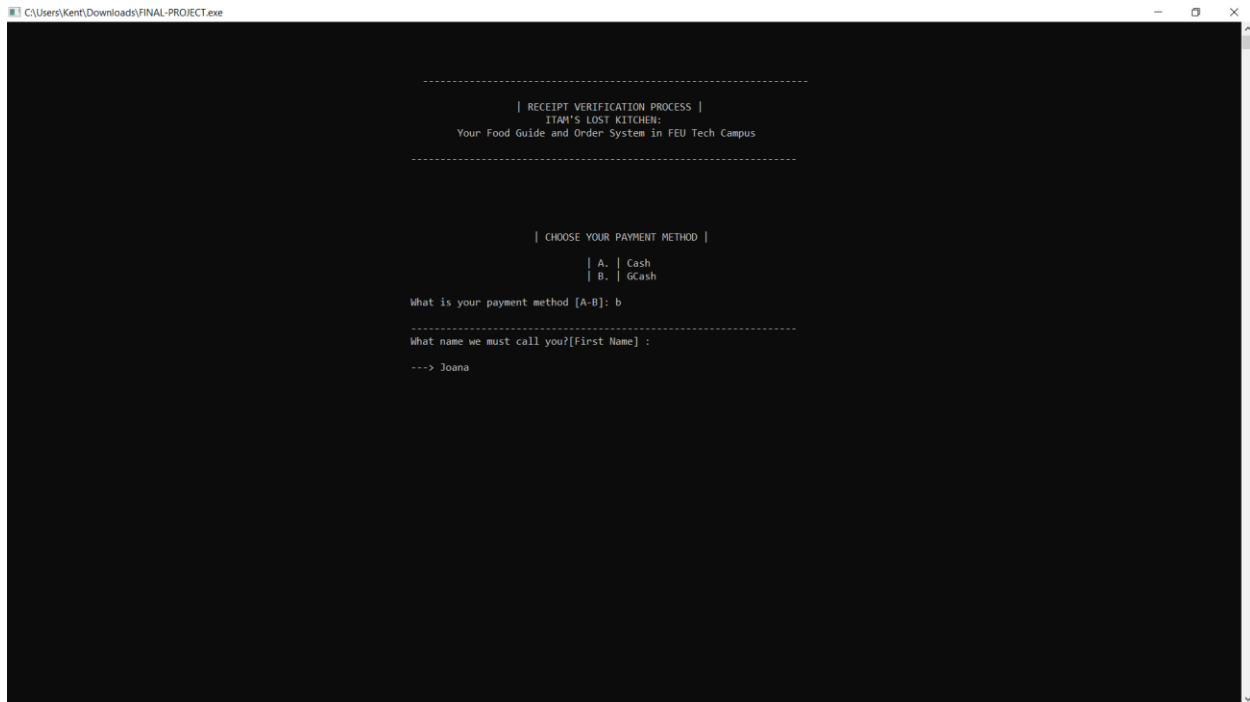 C:\Users\Kent\Downloads\FINAL-PROJECT.exe
------------------------------------------------------------------
| RECEIPT VERIFICATION PROCESS |
ITAM'S LOST KITCHEN:
Your Food Guide and Order System in FEU Tech Campus
------------------------------------------------------------------
| CHOOSE YOUR PAYMENT METHOD |
| A. | Cash
| B. | GCash
What is your payment method [A-B]: b
------------------------------------------------------------------
What name we must call you?[First Name] :
---> Joana